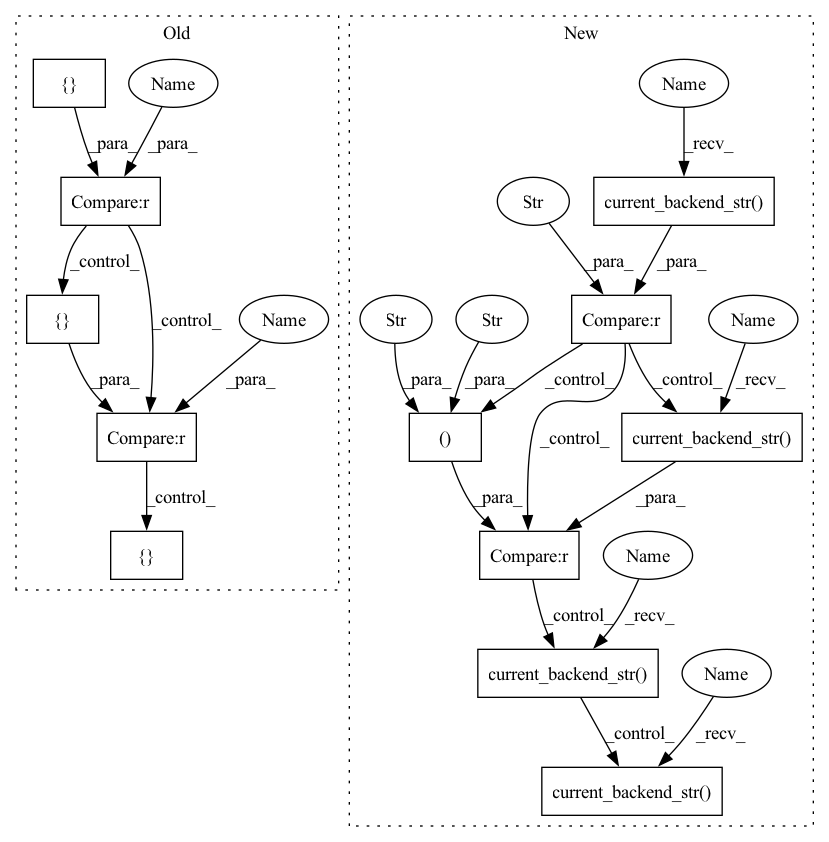 Old
New
{}
Name
Name
_para_
_para_
_recv_
Compare:r
Str
current_backend_str()
_control_
_para_
_para_
{}
_control_
Name
Str
Str
Compare:r
Name
_para_
_para_
_para_
_para_
_control_
_control_
_recv_
Compare:r
()
_control_
current_backend_str()
_control_
_para_
_para_
{}
Compare:r
Name
_control_
_recv_
current_backend_str()
Name
_control_
_recv_
current_backend_str()